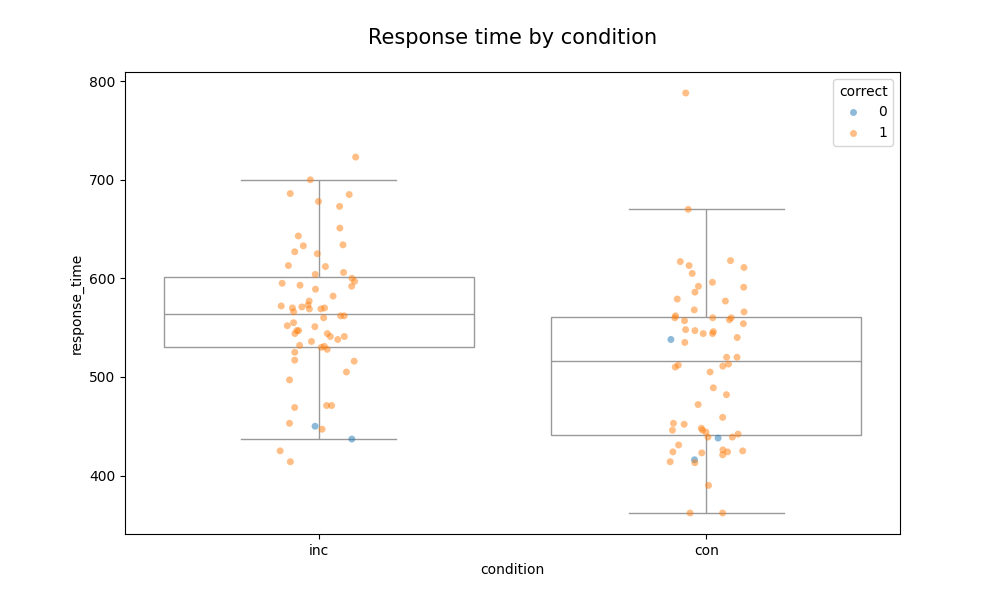 Response time by condition
correct
0
1
800
700
600
500
400
response_time
inc
con
condition